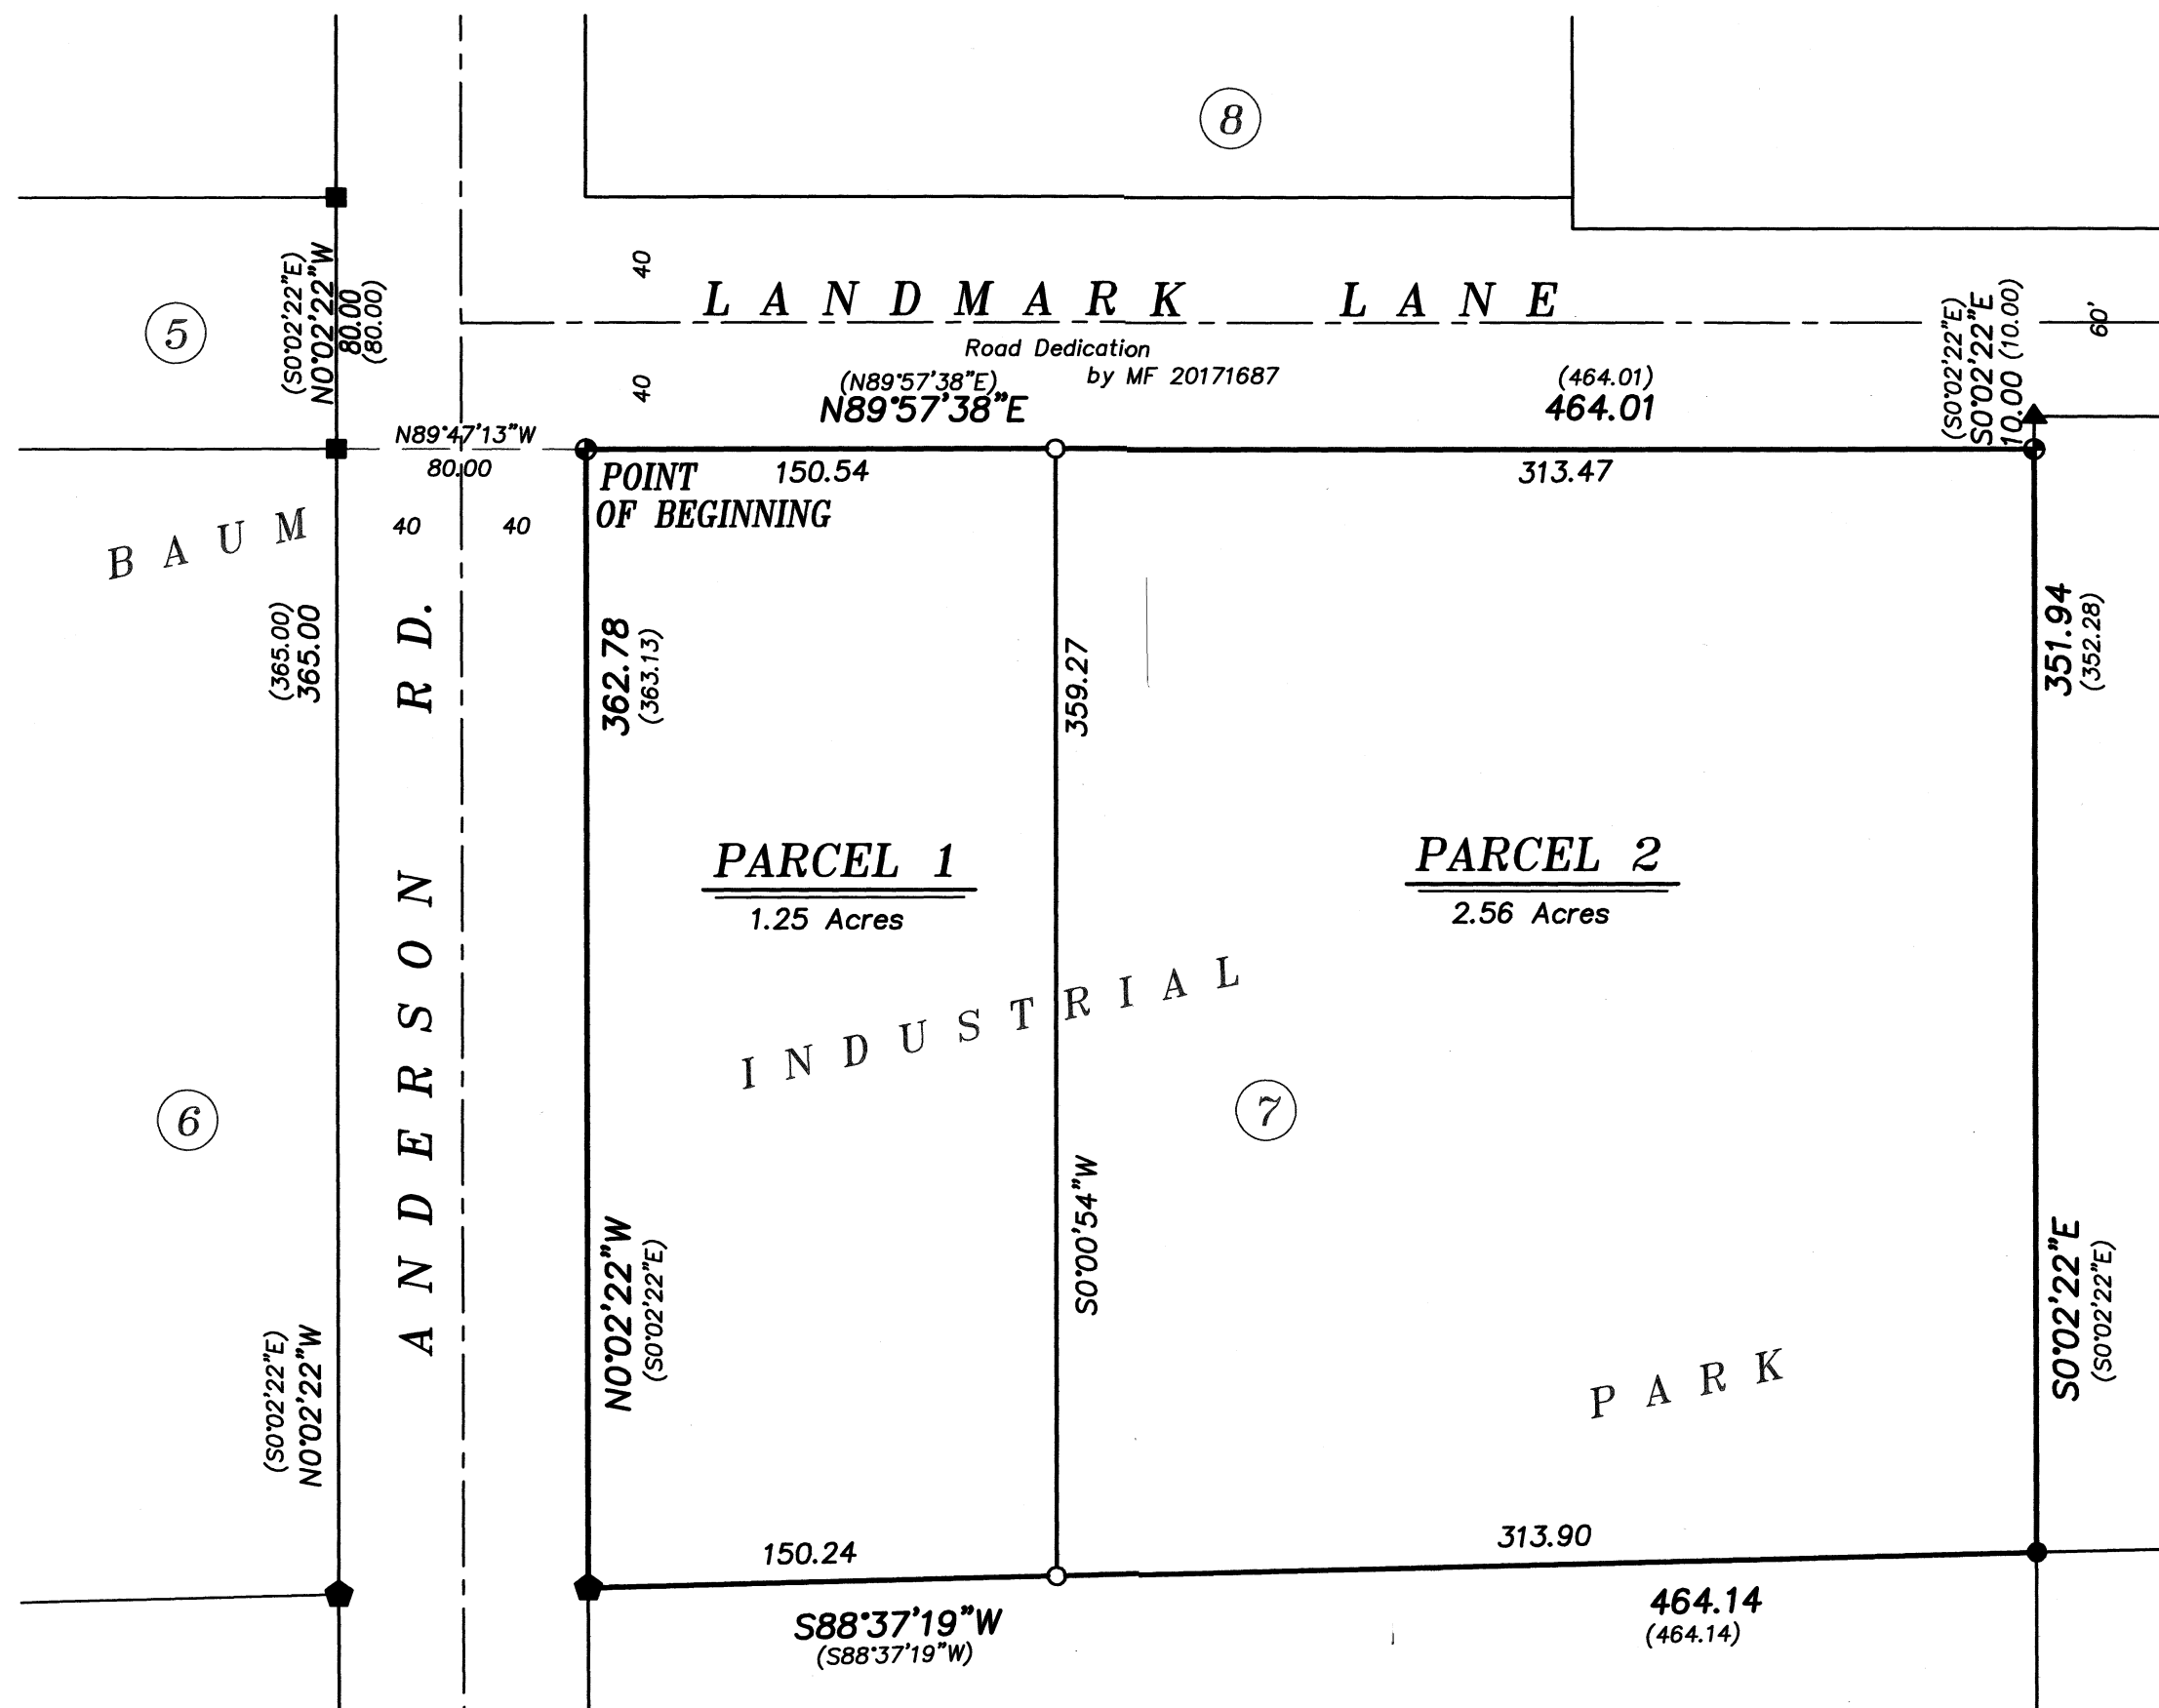 8
(S0°02'22"E)
N0°02'22"W
80.00
(80.00)
5
40
LANDMARK LANE
Road Dedication
by MF 20171687
40
(N89°57'38"E)
N89°57'38"E
(464.01)
464.01
(S0°02'22"E)
S0°02'22"E
10.00 (10.00)
60'
N89°47'13"W
80.00
POINT
OF BEGINNING
150.54
313.47
40
40
BAUM
(365.00)
365.00
ANDERSON RD.
362.78
(363.13)
359.27
351.94
(352.28)
PARCEL 1
1.25 Acres
PARCEL 2
2.56 Acres
INDUSTRIAL
6
7
(S0°02'22"E)
N0°02'22"W
N0°02'22"W
(S0°02'22"E)
S0°00'54"W
S0°02'22"E
(S0°02'22"E)
PARK
150.24
313.90
S88°37'19"W
(S88°37'19"W)
464.14
(464.14)